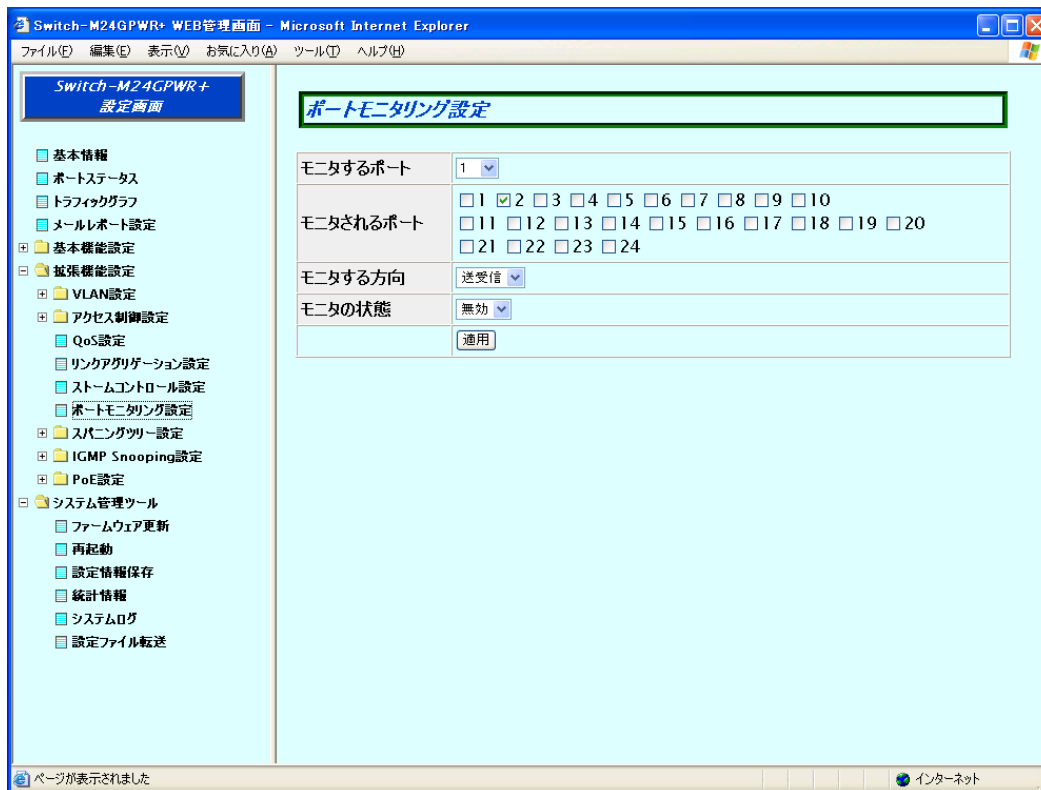 Switch-M24GPWR+ WEB管理画面 - Microsoft Internet Explorer
ファイル(F) 編集(E) 表示(V) お気に入り(A) ツール(T) ヘルプ(H)
Switch-M24GPWR+
設定画面
基本情報
ポートステータス
トラフィックグラフ
メールレポート設定
基本機能設定
拡張機能設定
VLAN設定
アクセス制御設定
QoS設定
リンクアグリゲーション設定
ストームコントロール設定
ポートモニタリング設定
スパニングツリー設定
IGMP Snooping設定
PoE設定
システム管理ツール
ファームウェア更新
再起動
設定情報保存
統計情報
システムログ
設定ファイル転送
ポートモニタリング設定
モニタするポート 1
モニタされるポート
1 2 3 4 5 6 7 8 9 10
11 12 13 14 15 16 17 18 19 20
21 22 23 24
モニタする方向 送受信
モニタの状態 無効
適用
ページが表示されました インターネット